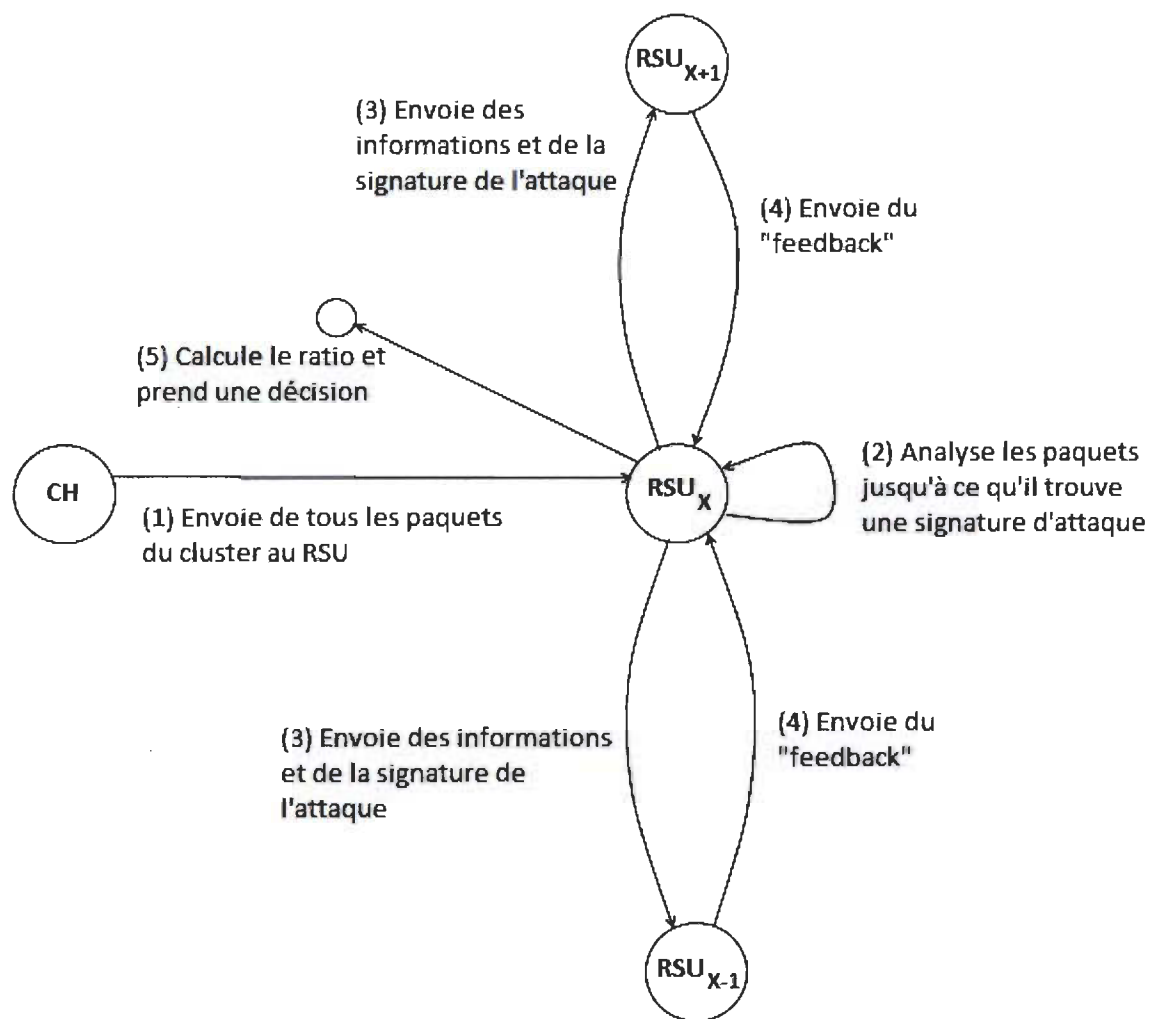 RSU X+1
(3) Envoie des
informations et de la
signature de l'attaque
(4) Envoie du
"feedback"
(5) Calcule le ratio et
prend une décision
CH
RSU X
(2) Analyse les paquets
jusqu'à ce qu'il trouve
une signature d'attaque
(1) Envoie de tous les paquets
du cluster au RSU
(3) Envoie des informations
et de la signature de
l'attaque
(4) Envoie du
"feedback"
RSU X-1